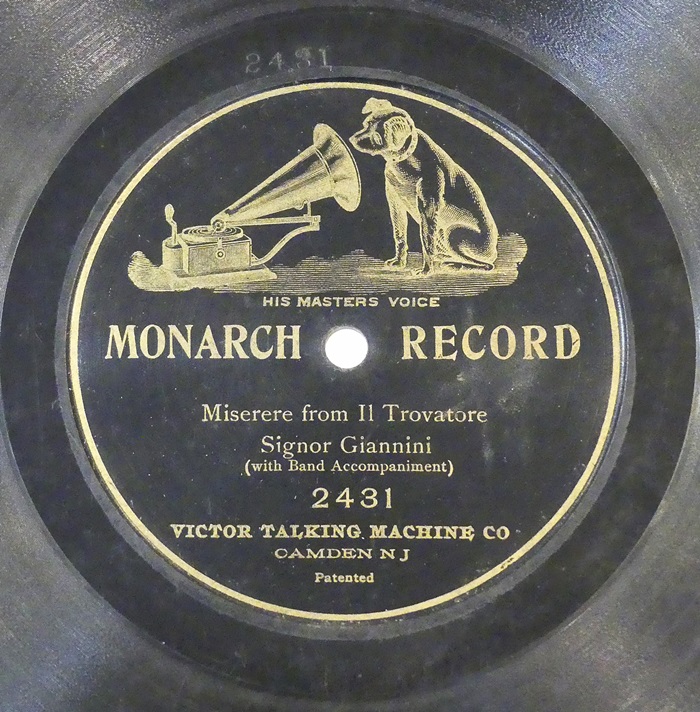 2431
HIS MASTERS VOICE
MONARCH RECORD
Miserere from Il Trovatore
Signor Giannini
(with Band Accompaniment)
2431
VICTOR TALKING MACHINE CO
CAMDEN N J
Patented